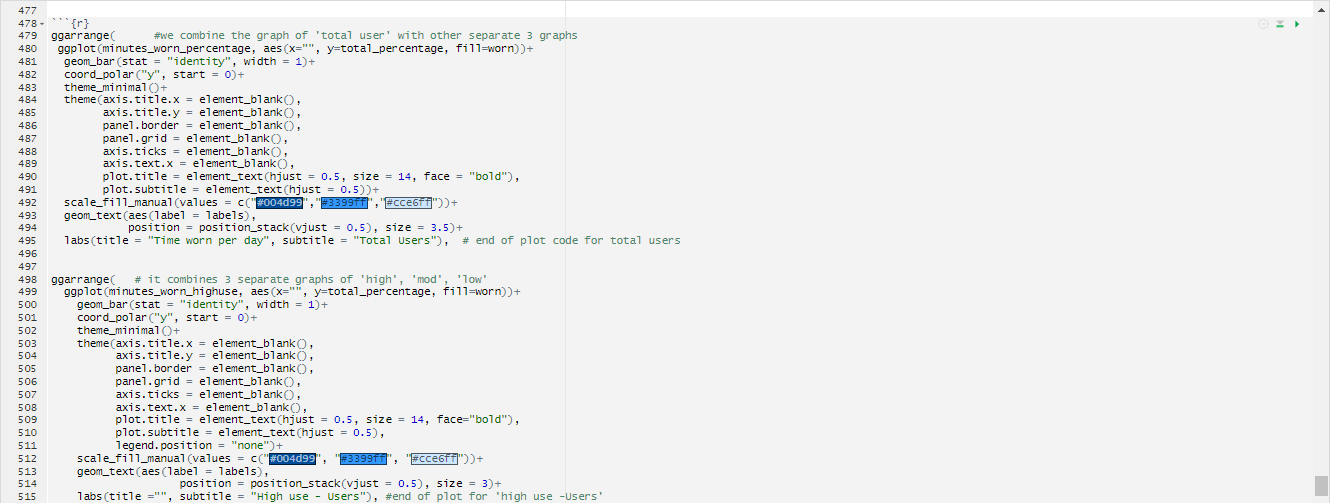 477
478 ```{r}
479 ggarrange(      #we combine the graph of 'total user' with other separate 3 graphs
480  ggplot(minutes_worn_percentage, aes(x="", y=total_percentage, fill=worn))+
481   geom_bar(stat = "identity", width = 1)+
482   coord_polar("y", start = 0)+
483   theme_minimal()+
484   theme(axis.title.x = element_blank(),
485         axis.title.y = element_blank(),
486         panel.border = element_blank(),
487         panel.grid = element_blank(),
488         axis.ticks = element_blank(),
489         axis.text.x = element_blank(),
490         plot.title = element_text(hjust = 0.5, size = 14, face = "bold"),
491         plot.subtitle = element_text(hjust = 0.5))+
492   scale_fill_manual(values = c("#004d99","#3399ff","#cce6ff"))+
493   geom_text(aes(label = labels),
494             position = position_stack(vjust = 0.5), size = 3.5)+
495   labs(title = "Time worn per day", subtitle = "Total Users"),  # end of plot code for total users
496
497
498 ggarrange(   # it combines 3 separate graphs of 'high', 'mod', 'low'
499   ggplot(minutes_worn_highuse, aes(x="", y=total_percentage, fill=worn))+
500     geom_bar(stat = "identity", width = 1)+
501     coord_polar("y", start = 0)+
502     theme_minimal()+
503     theme(axis.title.x = element_blank(),
504           axis.title.y = element_blank(),
505           panel.border = element_blank(),
506           panel.grid = element_blank(),
507           axis.ticks = element_blank(),
508           axis.text.x = element_blank(),
509           plot.title = element_text(hjust = 0.5, size = 14, face="bold"),
510           plot.subtitle = element_text(hjust = 0.5),
511           legend.position = "none")+
512     scale_fill_manual(values = c("#004d99", "#3399ff", "#cce6ff"))+
513     geom_text(aes(label = labels),
514                     position = position_stack(vjust = 0.5), size = 3)+
515     labs(title ="", subtitle = "High use - Users"), #end of plot for 'high use -Users'